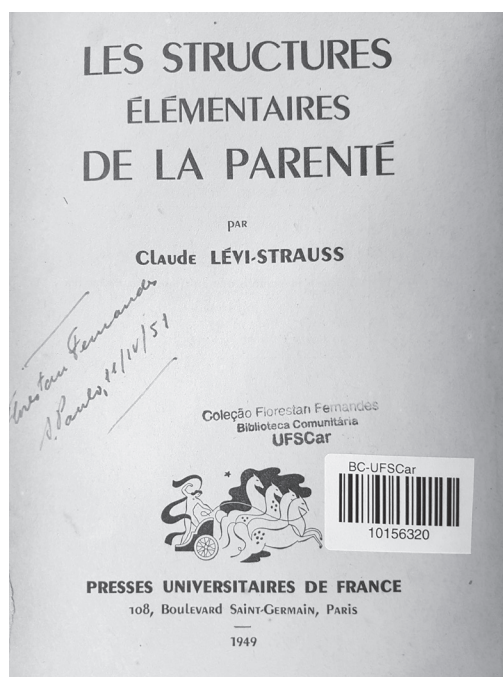 LES STRUCTURES
ÉLÉMENTAIRES
DE LA PARENTÉ
PAR
Claude LÉVI-STRAUSS
Florestan Fernandes
S. Paulo, 11/IV/51
Coleção Florestan Fernandes
Biblioteca Comunitária
UFSCar
BC-UFSCar
10156320
PRESSES UNIVERSITAIRES DE FRANCE
108, Boulevard Saint-Germain, Paris
1949